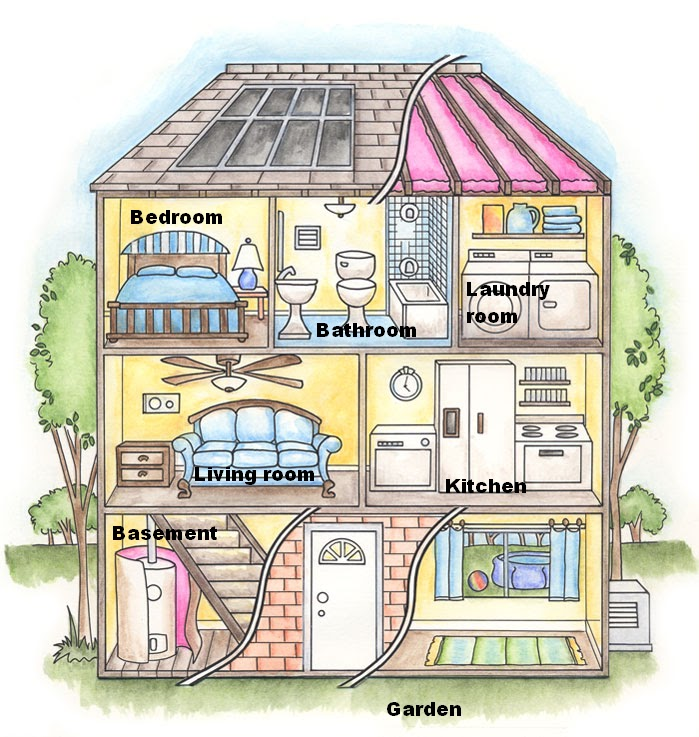 Bedroom
Bathroom
Laundry
room
Living room
Kitchen
Basement
Garden